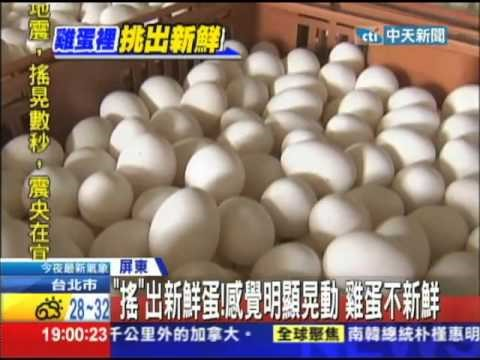 雞蛋裡挑出新鮮
cti 中天新聞
地震，搖晃數秒，震央在宜
今夜最新氣象
台北市
28~32
屏東
"搖"出新鮮蛋!感覺明顯晃動 雞蛋不新鮮
19:00:23
千公里外的加拿大。
全球聚焦
南韓總統朴槿惠明